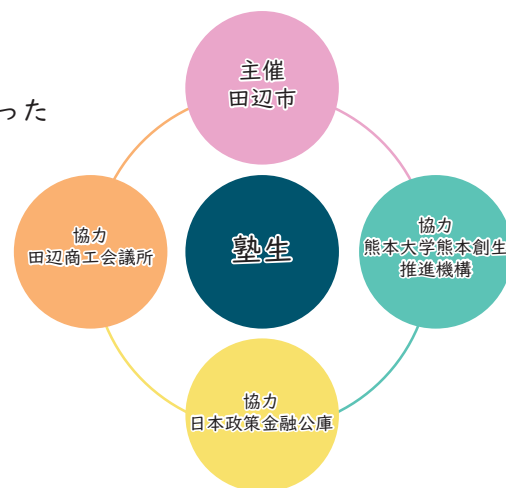 主催
田辺市
った
協力
田辺商工会議所
塾生
協力
熊本大学熊本創生
推進機構
協力
日本政策金融公庫